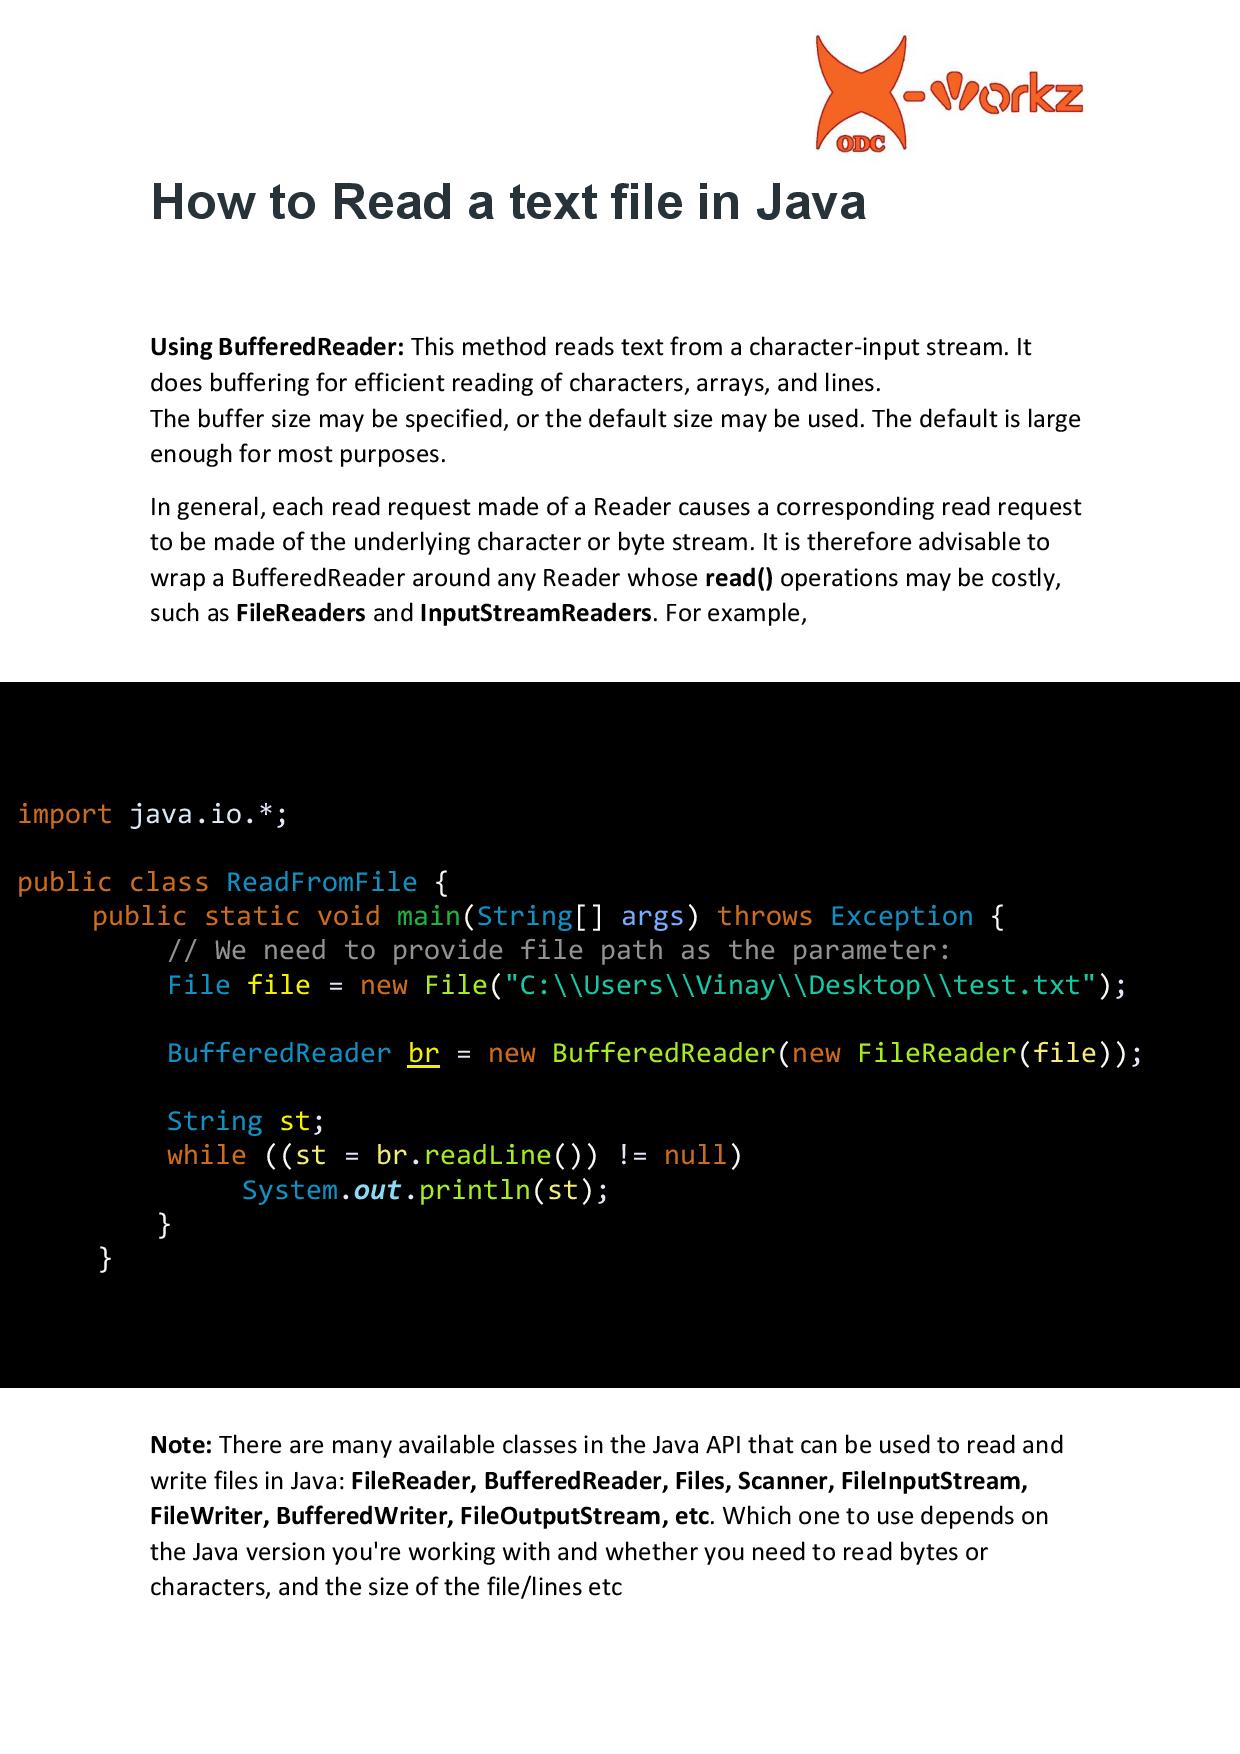 X-workz
ODC
How to Read a text file in Java
Using BufferedReader: This method reads text from a character-input stream. It
does buffering for efficient reading of characters, arrays, and lines.
The buffer size may be specified, or the default size may be used. The default is large
enough for most purposes.
In general, each read request made of a Reader causes a corresponding read request
to be made of the underlying character or byte stream. It is therefore advisable to
wrap a BufferedReader around any Reader whose read() operations may be costly,
such as FileReaders and InputStreamReaders. For example,
import java.io.*;
public class ReadFromFile {
public static void main(String[] args) throws Exception {
// We need to provide file path as the parameter:
File file = new File("C:\\Users\\Vinay\\Desktop\\test.txt");
BufferedReader br = new BufferedReader(new FileReader(file));
String st;
while ((st = br.readLine()) != null)
System.out.println(st);
}
}
Note: There are many available classes in the Java API that can be used to read and
write files in Java: FileReader, BufferedReader, Files, Scanner, FileInputStream,
FileWriter, BufferedWriter, FileOutputStream, etc. Which one to use depends on
the Java version you're working with and whether you need to read bytes or
characters, and the size of the file/lines etc